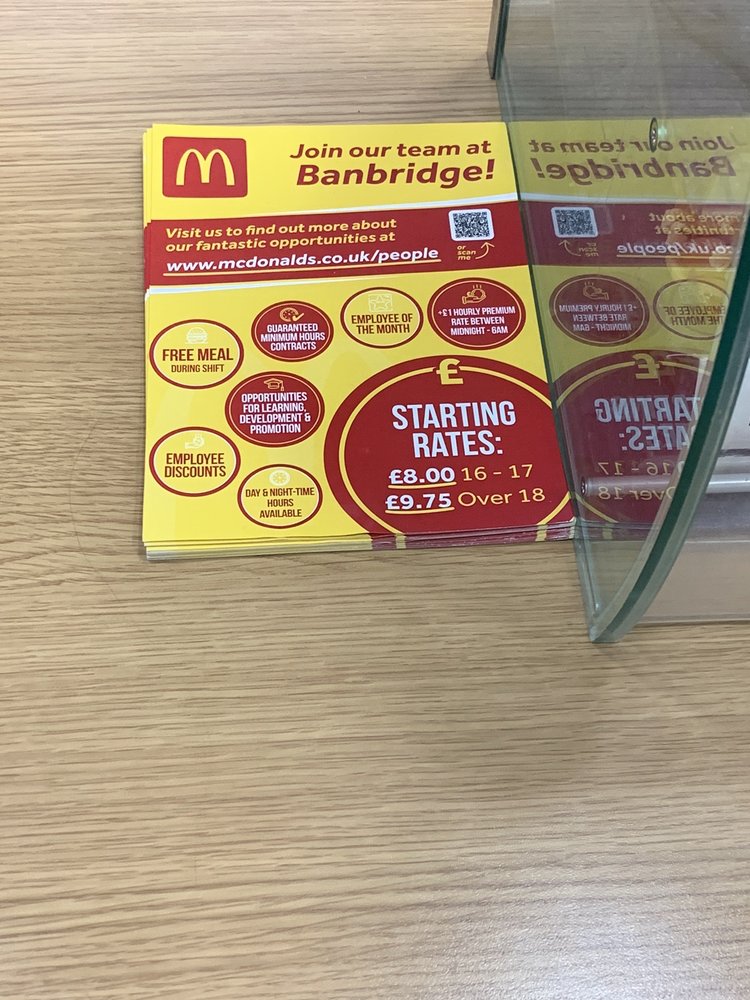 Join our team at
Banbridge!
Visit us to find out more about
our fantastic opportunities at
www.mcdonalds.co.uk/people
or
scan
me
FREE MEAL
DURING SHIFT
GUARANTEED
MINIMUM HOURS
CONTRACTS
EMPLOYEE OF
THE MONTH
+£1 HOURLY PREMIUM
RATE BETWEEN
MIDNIGHT - 6AM
OPPORTUNITIES
FOR LEARNING,
DEVELOPMENT &
PROMOTION
EMPLOYEE
DISCOUNTS
DAY & NIGHT-TIME
HOURS
AVAILABLE
£
STARTING
RATES:
£8.00 16 - 17
£9.75 Over 18